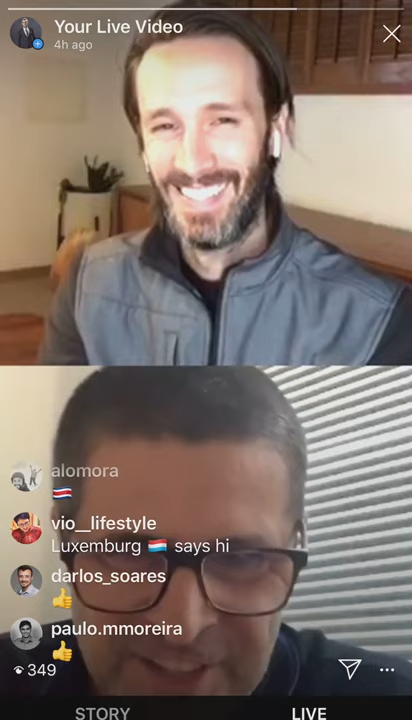 Your Live Video
4h ago
alomora
🇨🇷
vio__lifestyle
Luxemburg 🇱🇺 says hi
darlos_soares
👍
paulo.mmoreira
👍
349
STORY LIVE